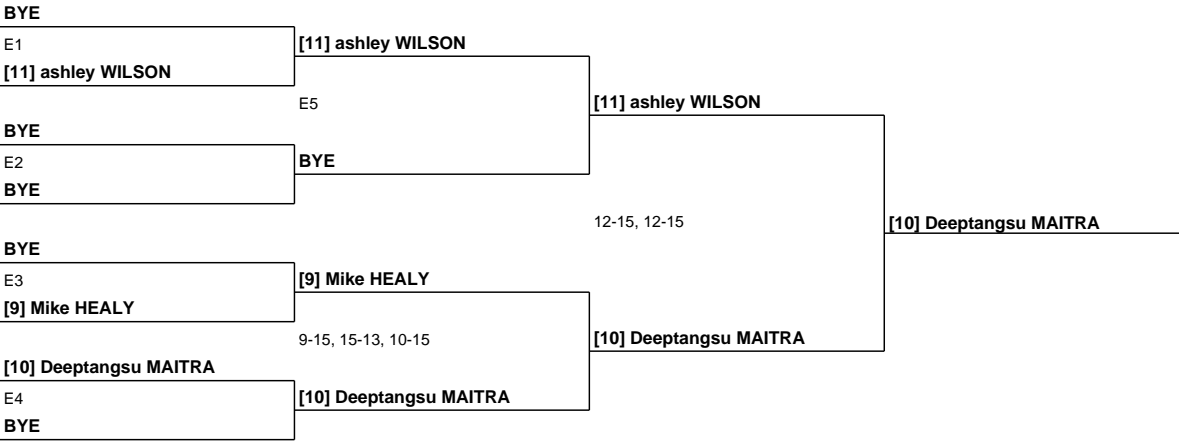 BYE
E1
[11] ashley WILSON
[11] ashley WILSON
E5
[11] ashley WILSON
BYE
E2
BYE
BYE
12-15, 12-15
[10] Deeptangsu MAITRA
BYE
E3
[9] Mike HEALY
[9] Mike HEALY
9-15, 15-13, 10-15
[10] Deeptangsu MAITRA
[10] Deeptangsu MAITRA
E4
[10] Deeptangsu MAITRA
BYE